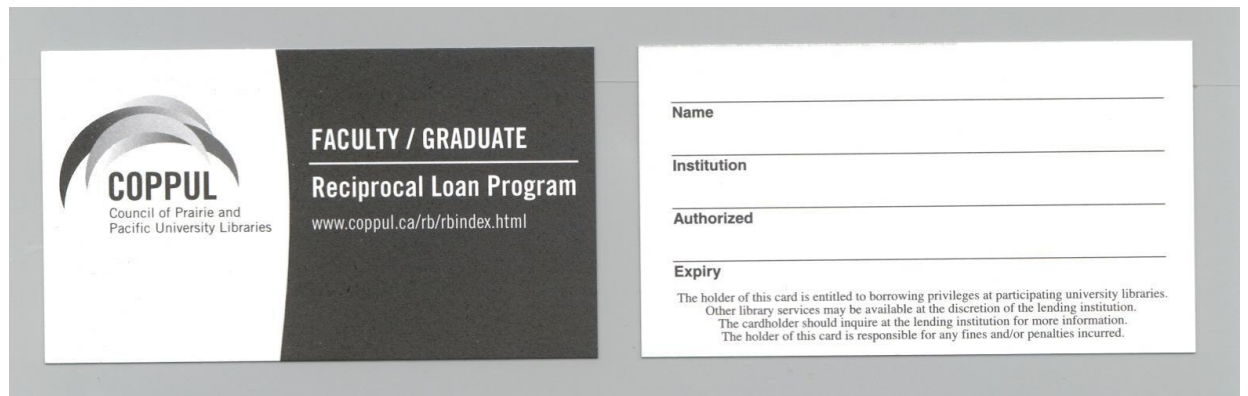 COPPUL
Council of Prairie and
Pacific University Libraries
FACULTY / GRADUATE
Reciprocal Loan Program
www.coppul.ca/rb/rbindex.html
Name
Institution
Authorized
Expiry
The holder of this card is entitled to borrowing privileges at participating university libraries.
Other library services may be available at the discretion of the lending institution.
The cardholder should inquire at the lending institution for more information.
The holder of this card is responsible for any fines and/or penalties incurred.